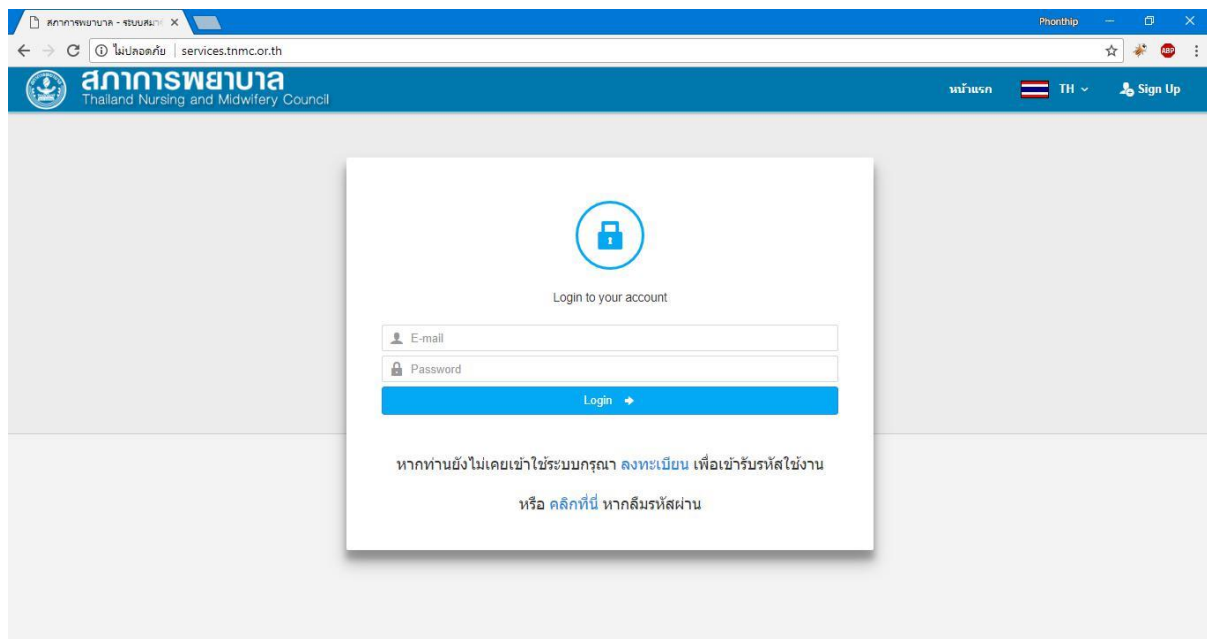 สภาการพยาบาล - ระบบสมา
Phonthip
ไม่ปลอดภัย | services.tnmc.or.th
ABP
สภาการพยาบาล
Thailand Nursing and Midwifery Council
หน้าแรก TH Sign Up
Login to your account
E-mail
Password
Login
หากท่านยังไม่เคยเข้าใช้ระบบกรุณา ลงทะเบียน เพื่อเข้ารับรหัสใช้งาน
หรือ คลิกที่นี่ หากลืมรหัสผ่าน